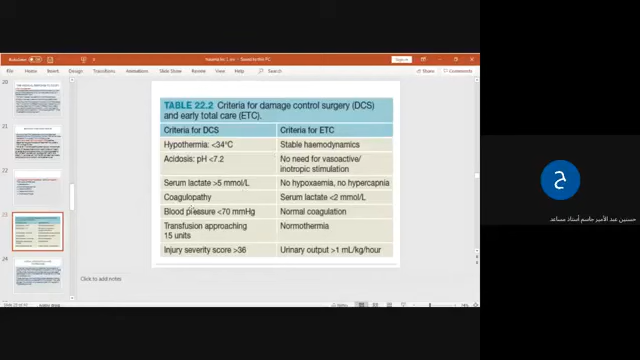 Sign in
File
Home
Insert
Design
Transitions
Animations
Slide Show
Review
View
Help
Search
Share
Comments
20
21
22
23
24
TABLE 22.2 Criteria for damage control surgery (DCS)
and early total care (ETC).
Criteria for DCS Criteria for ETC
Hypothermia: <34°C Stable haemodynamics
Acidosis: pH <7.2 No need for vasoactive/
inotropic stimulation
Serum lactate >5 mmol/L No hypoxaemia, no hypercapnia
Coagulopathy Serum lactate <2 mmol/L
Blood pressure <70 mmHg Normal coagulation
Transfusion approaching Normothermia
15 units
Injury severity score >36 Urinary output >1 mL/kg/hour
Click to add notes
ح
حسنين عبد الأمير جاسم أستاذ مساعد